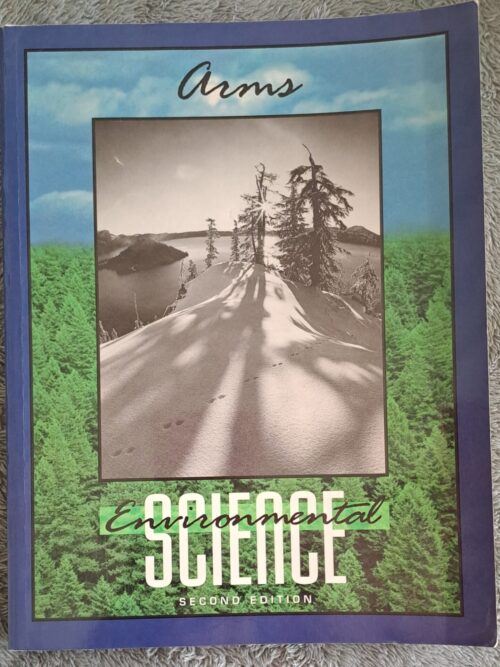 Arms
Environmental
SCIENCE
SECOND EDITION